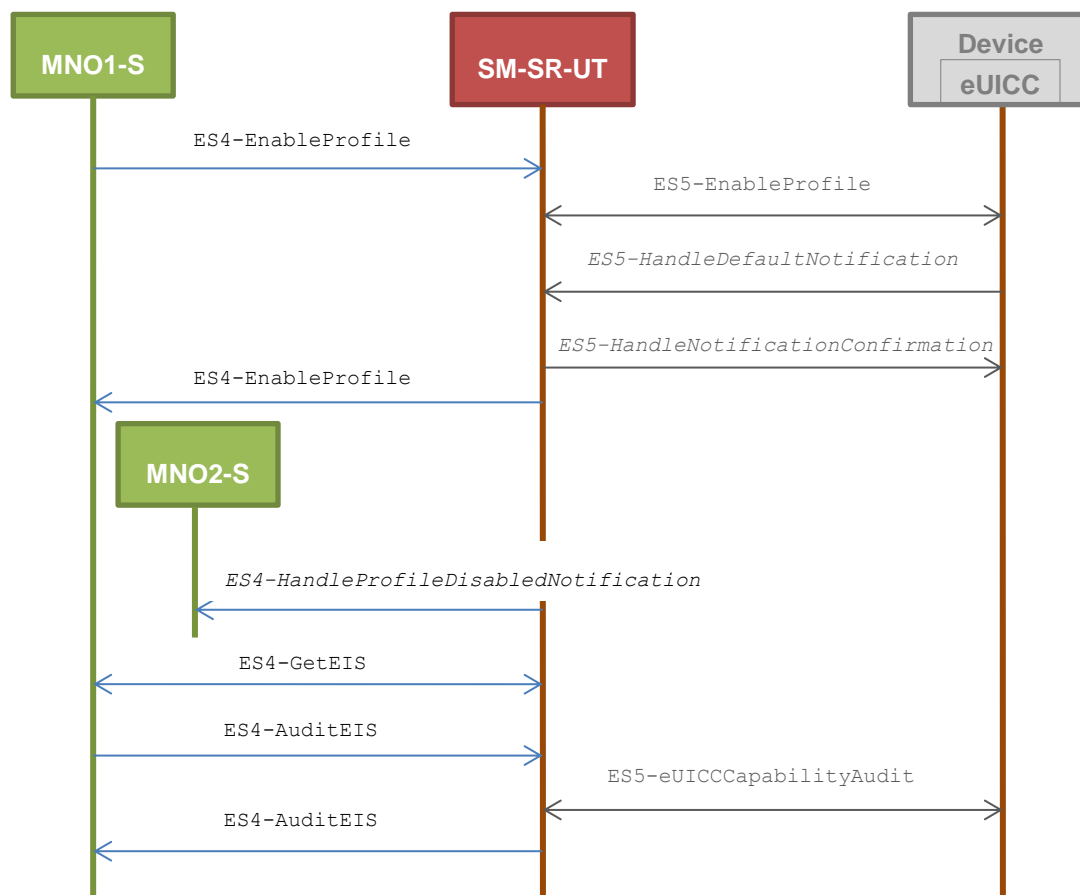 MNO1-S
SM-SR-UT
Device
eUICC
ES4-EnableProfile
ES5-EnableProfile
ES5-HandleDefaultNotification
ES5-HandleNotificationConfirmation
ES4-EnableProfile
MNO2-S
ES4-HandleProfileDisabledNotification
ES4-GetEIS
ES4-AuditEIS
ES5-eUICCCapabilityAudit
ES4-AuditEIS